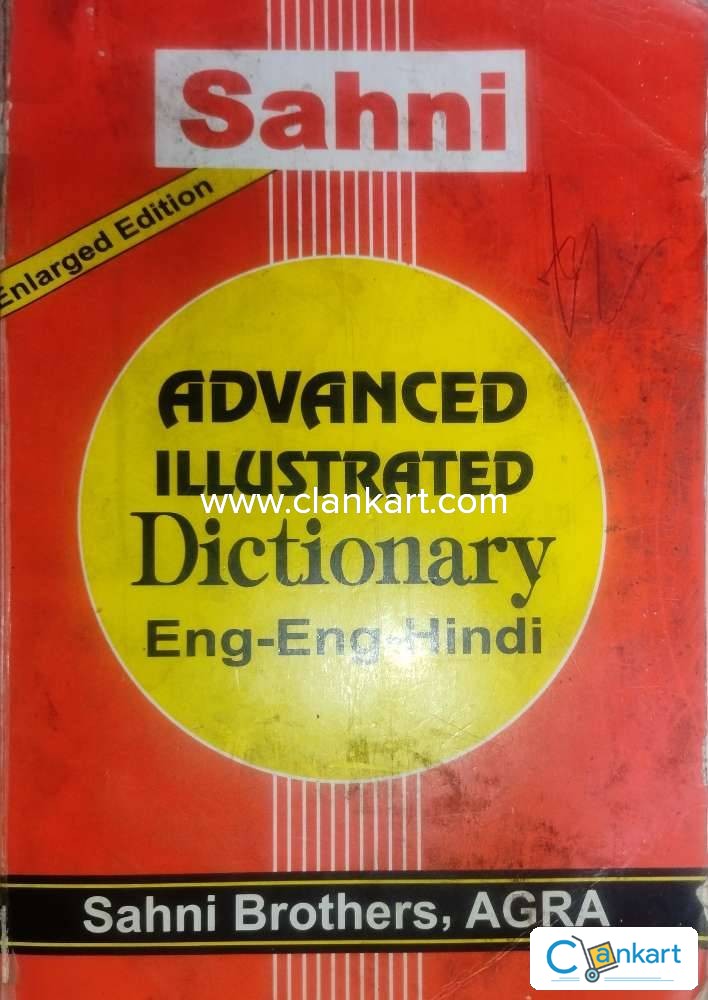 Sahni
Enlarged Edition
ADVANCED
ILLUSTRATED
www.clankart.com
Dictionary
Eng-Eng-Hindi
Sahni Brothers, AGRA
Clankart